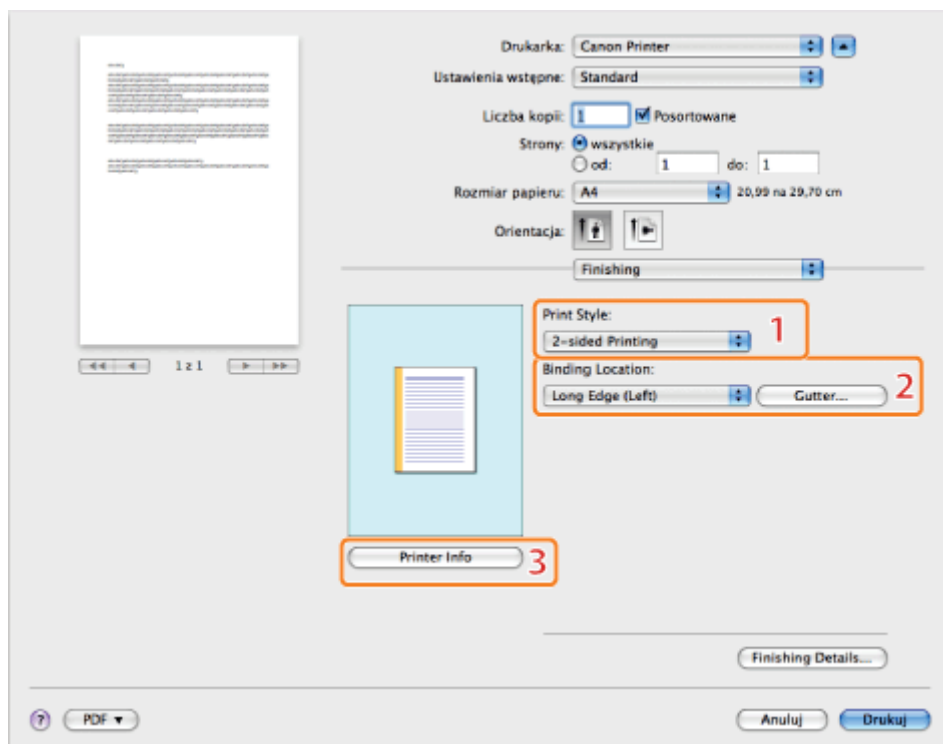 Drukarka: Canon Printer
Ustawienia wstępne: Standard
Liczba kopii: 1 Posortowane
Strony: wszystkie
od: 1 do: 1
Rozmiar papieru: A4 20,99 na 29,70 cm
Orientacja:
Finishing
Print Style:
1
2-sided Printing
1 z 1
Binding Location:
2
Long Edge (Left) Gutter...
Printer Info
3
Finishing Details...
? PDF Anuluj Drukuj